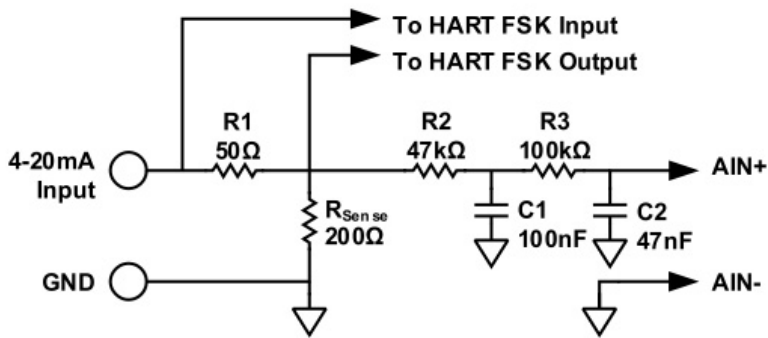 To HART FSK Input
To HART FSK Output
R1
50Ω
R2
47kΩ
R3
100kΩ
4-20mA
Input
AIN+
RSense
200Ω
C1
100nF
C2
47nF
GND
AIN-